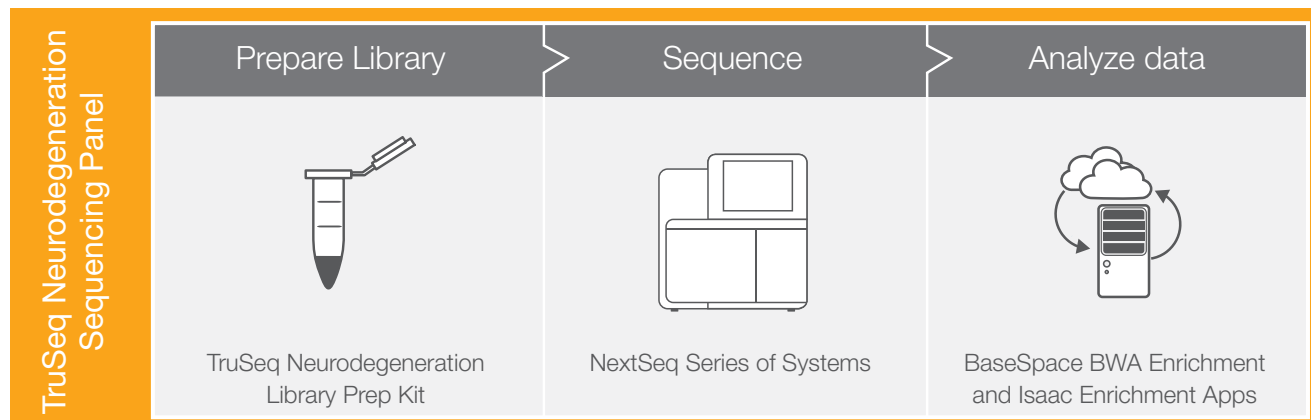 TruSeq Neurodegeneration
Sequencing Panel
Prepare Library
Sequence
Analyze data
TruSeq Neurodegeneration
Library Prep Kit
NextSeq Series of Systems
BaseSpace BWA Enrichment
and Isaac Enrichment Apps